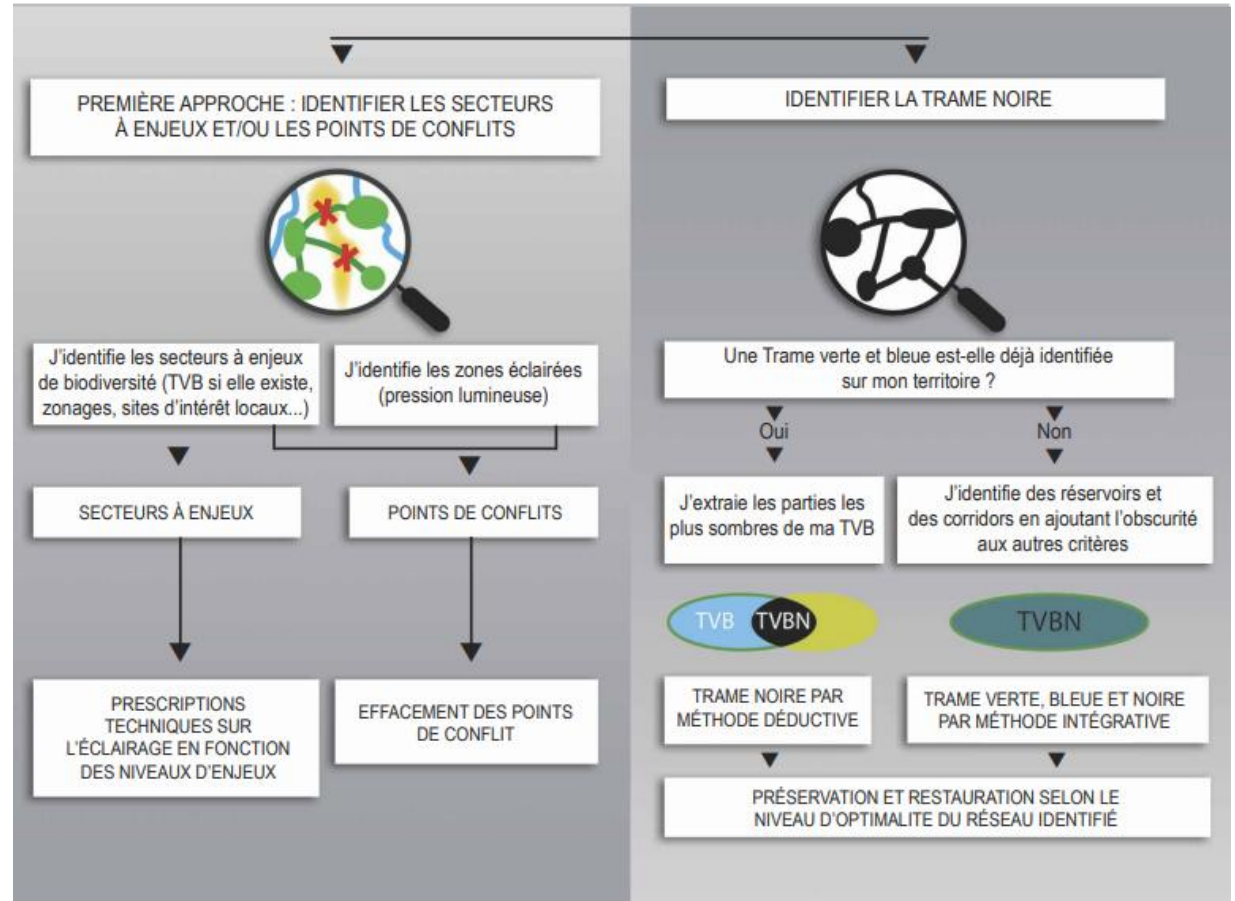 PREMIÈRE APPROCHE : IDENTIFIER LES SECTEURS
À ENJEUX ET/OU LES POINTS DE CONFLITS
J'identifie les secteurs à enjeux
de biodiversité (TVB si elle existe,
zonages, sites d'intérêt locaux...)
J'identifie les zones éclairées
(pression lumineuse)
SECTEURS À ENJEUX
POINTS DE CONFLITS
PRESCRIPTIONS
TECHNIQUES SUR
L'ÉCLAIRAGE EN FONCTION
DES NIVEAUX D'ENJEUX
EFFACEMENT DES POINTS
DE CONFLIT
IDENTIFIER LA TRAME NOIRE
Une Trame verte et bleue est-elle déjà identifiée
sur mon territoire ?
Oui
Non
J'extraie les parties les
plus sombres de ma TVB
J'identifie des réservoirs et
des corridors en ajoutant l'obscurité
aux autres critères
TVB
TVBN
TVBN
TRAME NOIRE PAR
MÉTHODE DÉDUCTIVE
TRAME VERTE, BLEUE ET NOIRE
PAR MÉTHODE INTÉGRATIVE
PRÉSERVATION ET RESTAURATION SELON LE
NIVEAU D'OPTIMALITE DU RÉSEAU IDENTIFIÉ